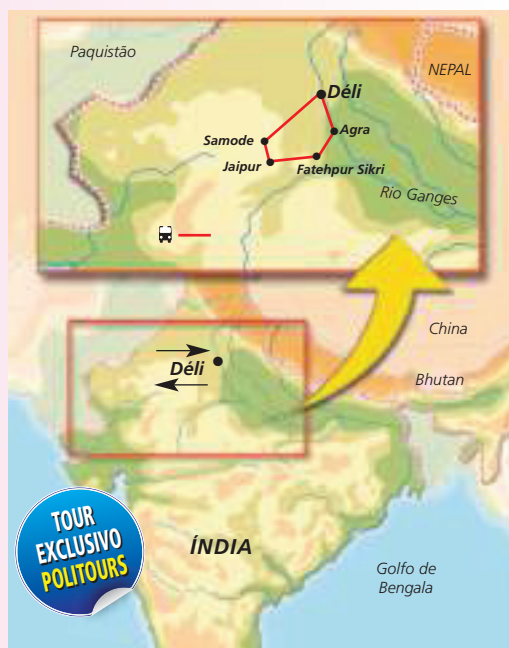 Paquistão
NEPAL
Déli
Samode
Agra
Jaipur
Fatehpur Sikri
Rio Ganges
China
Déli
Bhutan
TOUR
EXCLUSIVO
POLITOURS
ÍNDIA
Golfo de
Bengala